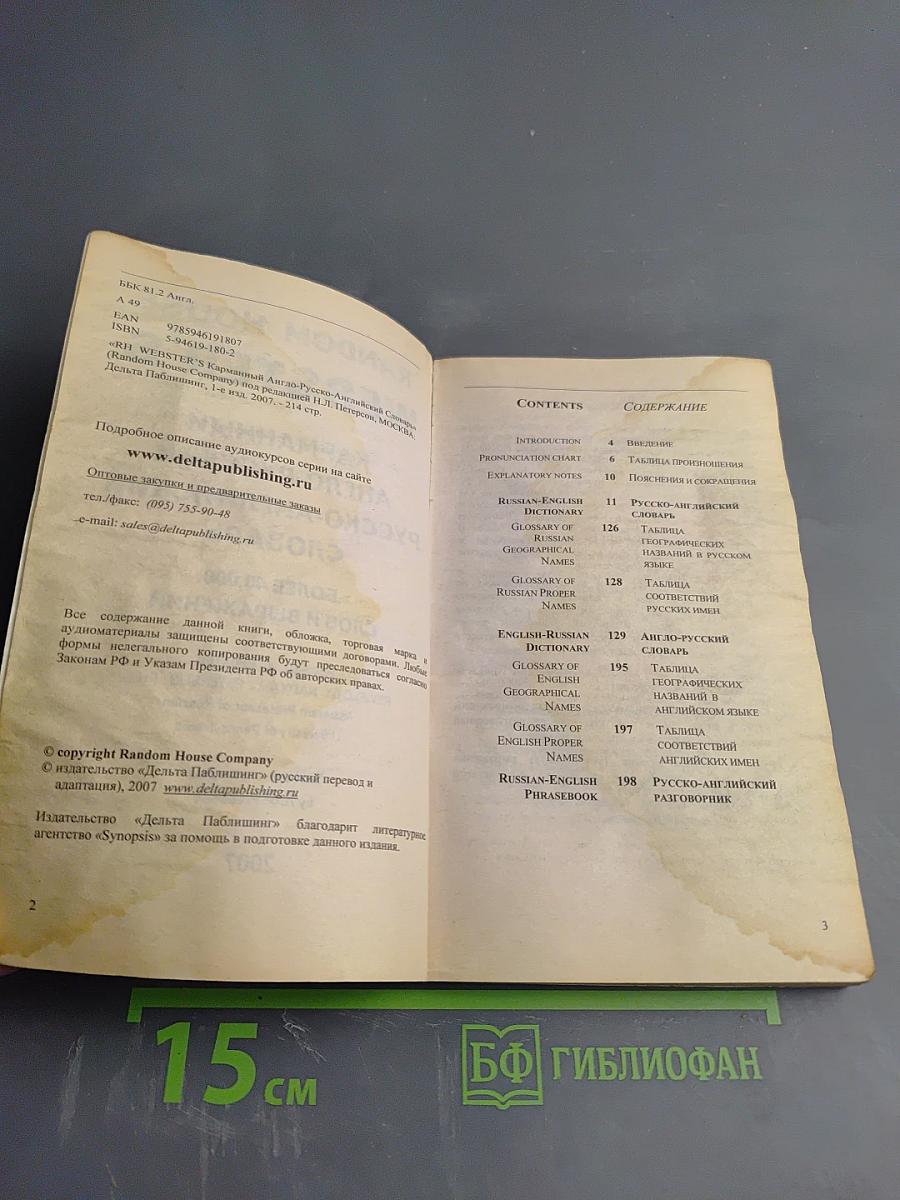 ББК 81.2 Англ.
А 49
EAN 9785946191807
ISBN 5-94619-180-2
«RH WEBSTER'S Карманный Англо-Русско-Английский Словарь»
(Random House Company) под редакцией Н.Л. Петерсон, МОСКВА:
Дельта Паблишинг, 1-е изд. 2007. - 214 стр.
Подробное описание аудиокурсов серии на сайте
www.deltapublishing.ru
Оптовые закупки и предварительные заказы
тел./факс: (095) 755-90-48
–e-mail: sales@deltapublishing.ru
Все содержание данной книги, обложка, торговая марка и
аудиоматериалы защищены соответствующими договорами. Любые
формы нелегального копирования будут преследоваться согласно
Законам РФ и Указам Президента РФ об авторских правах.
© copyright Random House Company
© издательство «Дельта Паблишинг» (русский перевод и
адаптация), 2007 www.deltapublishing.ru
Издательство «Дельта Паблишинг» благодарит литературное
агентство «Synopsis» за помощь в подготовке данного издания.
2
CONTENTS СОДЕРЖАНИЕ
INTRODUCTION 4 ВВЕДЕНИЕ
PRONUNCIATION CHART 6 ТАБЛИЦА ПРОИЗНОШЕНИЯ
EXPLANATORY NOTES 10 ПОЯСНЕНИЯ И СОКРАЩЕНИЯ
RUSSIAN-ENGLISH 11 РУССКО-АНГЛИЙСКИЙ
DICTIONARY СЛОВАРЬ
GLOSSARY OF 126 ТАБЛИЦА
RUSSIAN ГЕОГРАФИЧЕСКИХ
GEOGRAPHICAL НАЗВАНИЙ В РУССКОМ
NAMES ЯЗЫКЕ
GLOSSARY OF 128 ТАБЛИЦА
RUSSIAN PROPER СООТВЕТСТВИЙ
NAMES РУССКИХ ИМЕН
ENGLISH-RUSSIAN 129 АНГЛО-РУССКИЙ
DICTIONARY СЛОВАРЬ
GLOSSARY OF 195 ТАБЛИЦА
ENGLISH ГЕОГРАФИЧЕСКИХ
GEOGRAPHICAL НАЗВАНИЙ В
NAMES АНГЛИЙСКОМ ЯЗЫКЕ
GLOSSARY OF 197 ТАБЛИЦА
ENGLISH PROPER СООТВЕТСТВИЙ
NAMES АНГЛИЙСКИХ ИМЕН
RUSSIAN-ENGLISH 198 РУССКО-АНГЛИЙСКИЙ
PHRASEBOOK РАЗГОВОРНИК
3
15 СМ
БФ ГИБЛИОФАН